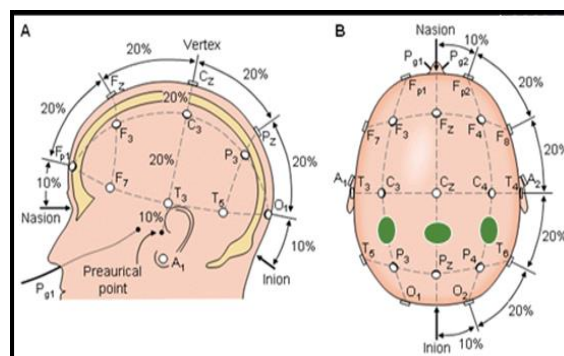 A
20%
Vertex
20%
Fz
Cz
20%
20%
20%
F3
C3
Pz
20%
Fp1
20%
P3
10%
F7
T3
T5
O1
Nasion
10%
10%
Preaurical
point
A1
Inion
Pg1
B
Nasion
10%
Pg1
Pg2
20%
Fp1
Fp2
F7
F3
Fz
F4
F8
20%
A1
T3
C3
Cz
C4
T4
A2
20%
T5
P3
Pz
P4
T6
O1
O2
20%
Inion
10%